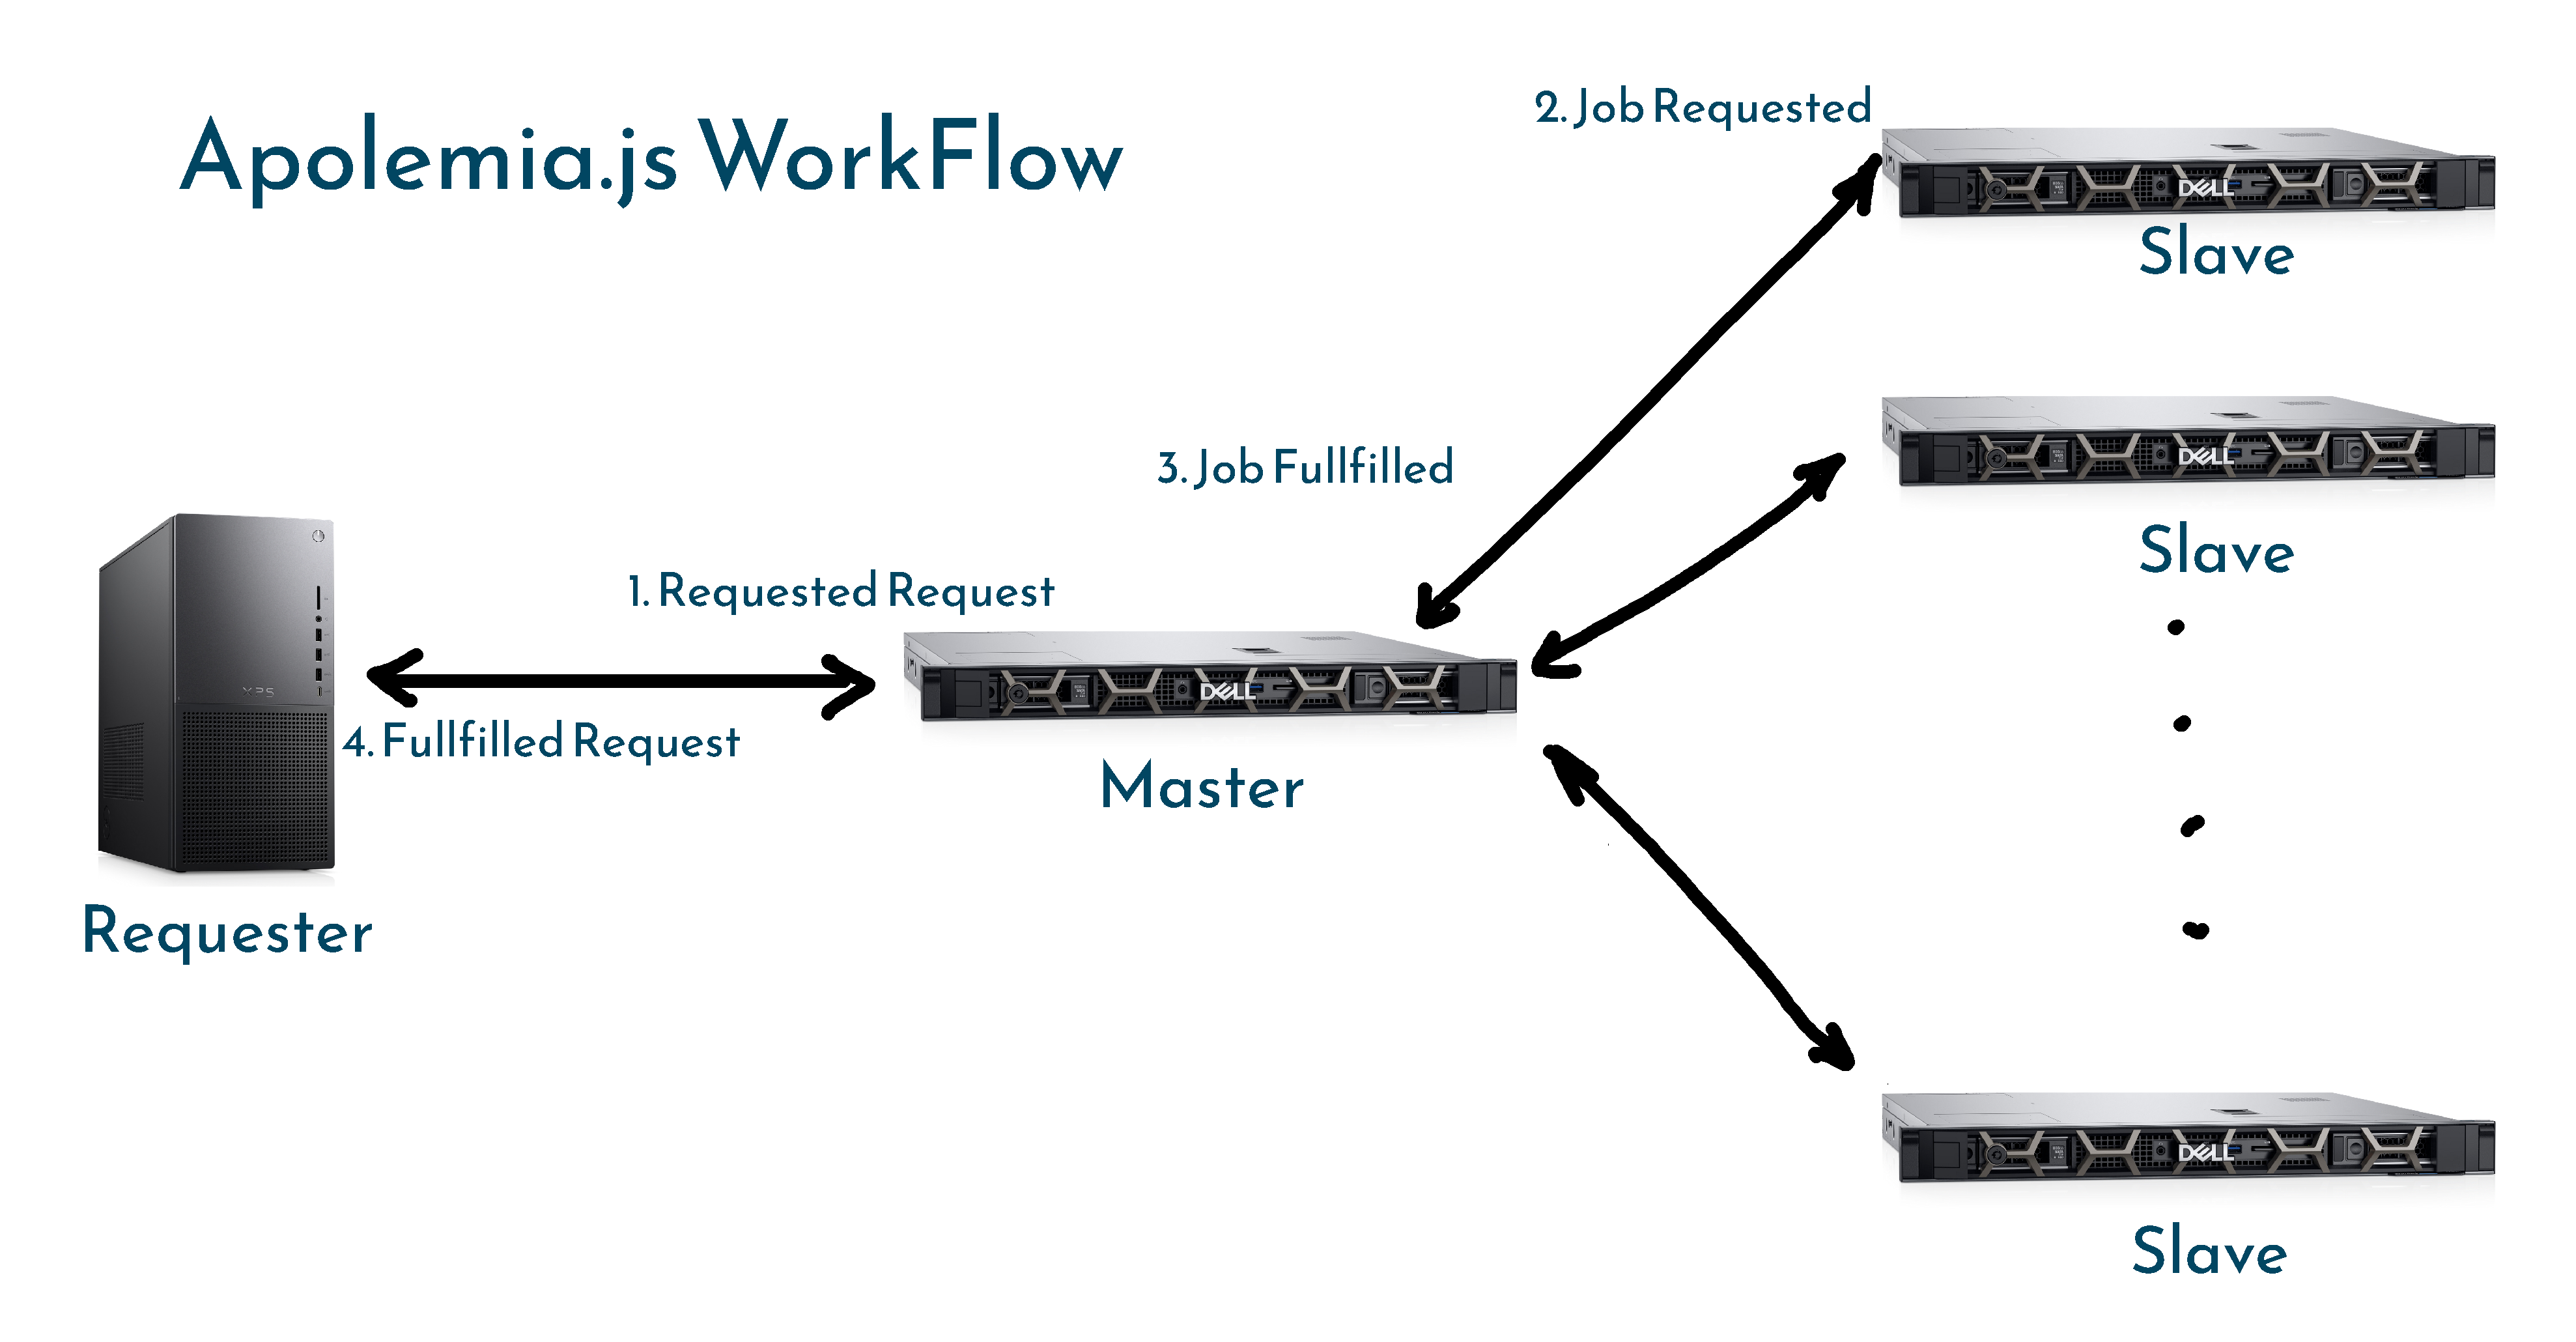 Apolemia.js WorkFlow
2. Job Requested
DELL
Slave
DELL
3. Job Fullfilled
Slave
1. Requested Request
XPS
DELL
4. Fullfilled Request
Master
Requester
DELL
Slave